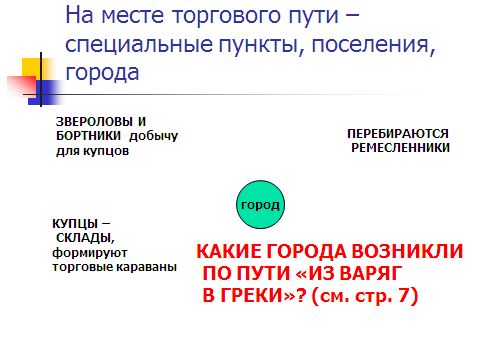 На месте торгового пути –
специальные пункты, поселения,
города
ЗВЕРОЛОВЫ И
БОРТНИКИ добычу
для купцов
ПЕРЕБИРАЮТСЯ
РЕМЕСЛЕННИКИ
город
КУПЦЫ –
СКЛАДЫ,
формируют
торговые караваны
КАКИЕ ГОРОДА ВОЗНИКЛИ
ПО ПУТИ «ИЗ ВАРЯГ
В ГРЕКИ»? (см. стр. 7)